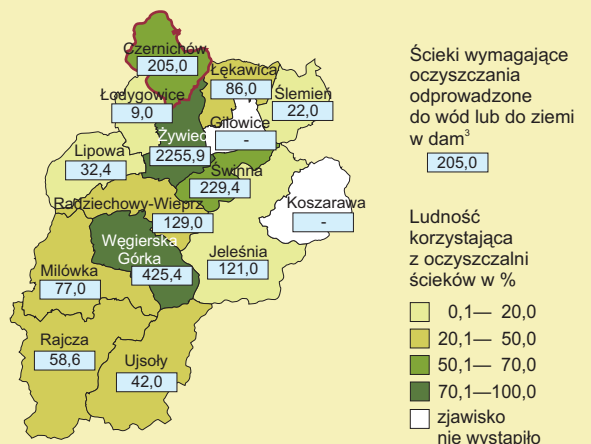 Czernichów
205,0
Łękawica
86,0
Ślemień
22,0
Łodygowice
9,0
Gilowice
-
Żywiec
2255,9
Lipowa
32,4
Świnna
229,4
Radziechowy-Wieprz
129,0
Koszarawa
-
Węgierska
Górka
425,4
Jeleśnia
121,0
Milówka
77,0
Rajcza
58,6
Ujsoły
42,0
Ścieki wymagające
oczyszczania
odprowadzone
do wód lub do ziemi
w dam³
205,0
Ludność
korzystająca
z oczyszczalni
ścieków w %
0,1— 20,0
20,1— 50,0
50,1— 70,0
70,1—100,0
zjawisko
nie wystąpiło